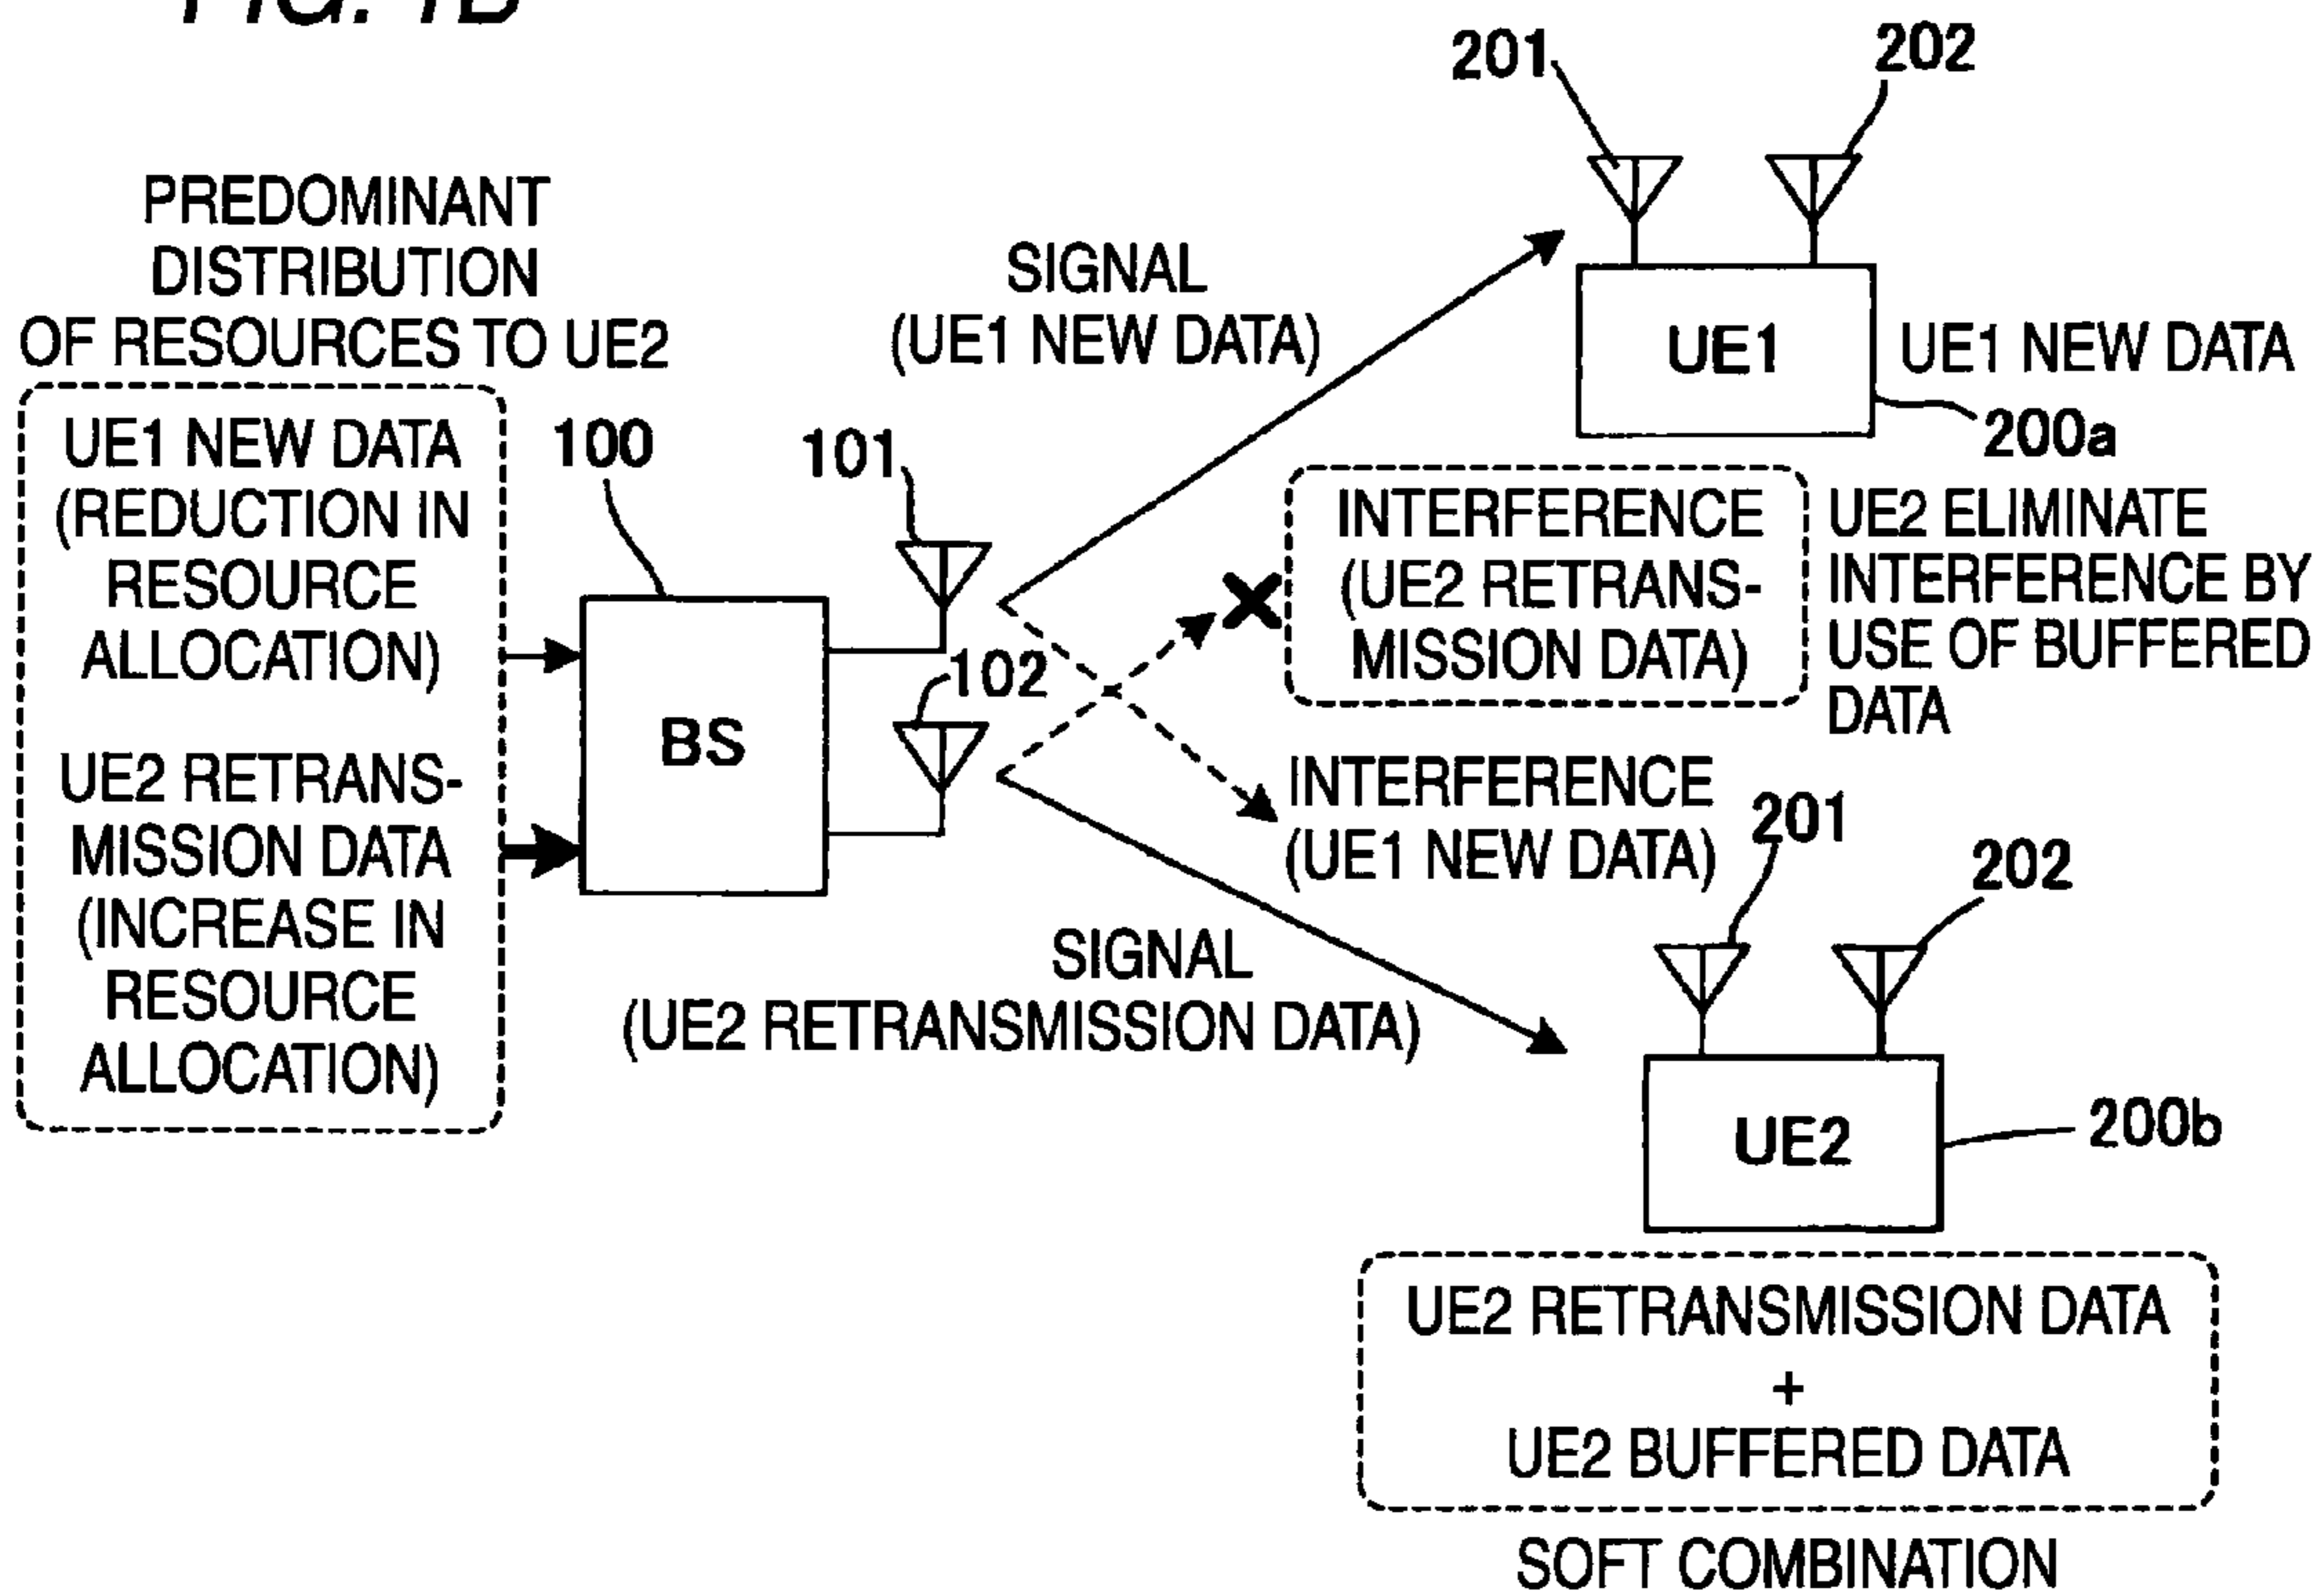 FIG. 1B
201
202
PREDOMINANT
DISTRIBUTION
OF RESOURCES TO UE2
SIGNAL
(UE1 NEW DATA)
UE1
UE1 NEW DATA
200a
UE1 NEW DATA
(REDUCTION IN
RESOURCE
ALLOCATION)
100
101
102
BS
UE2 RETRANS-
MISSION DATA
(INCREASE IN
RESOURCE
ALLOCATION)
INTERFERENCE
(UE2 RETRANS-
MISSION DATA)
UE2 ELIMINATE
INTERFERENCE BY
USE OF BUFFERED
DATA
INTERFERENCE
(UE1 NEW DATA)
201
202
SIGNAL
(UE2 RETRANSMISSION DATA)
UE2
200b
UE2 RETRANSMISSION DATA
+
UE2 BUFFERED DATA
SOFT COMBINATION